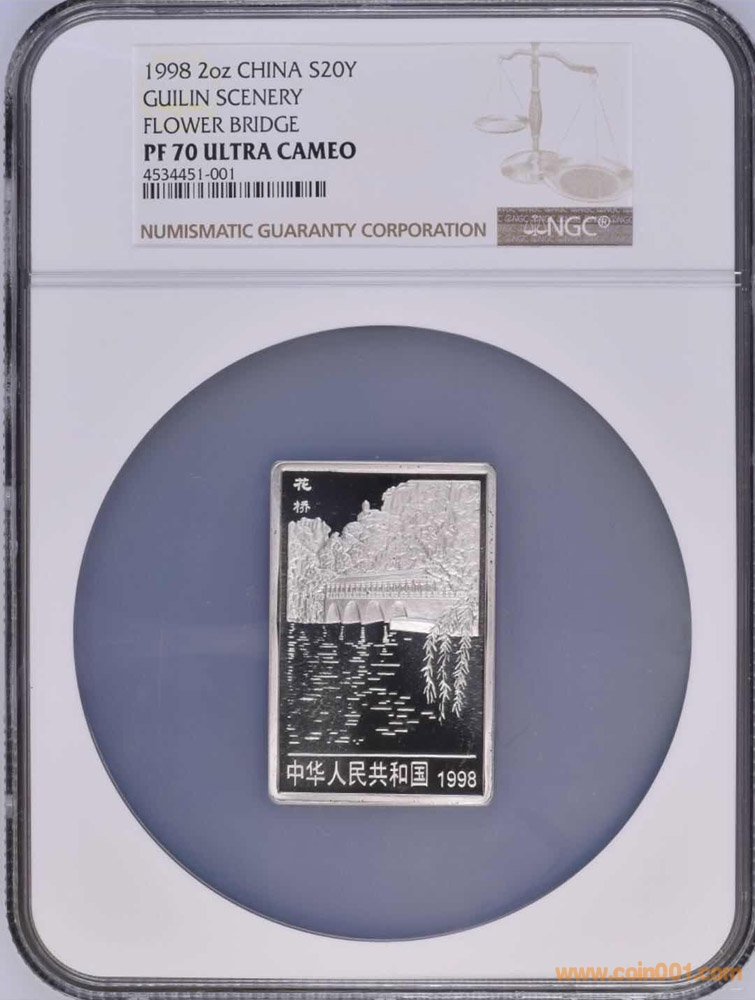 1998 2oz CHINA S20Y
GUILIN SCENERY
FLOWER BRIDGE
PF 70 ULTRA CAMEO
4534451-001
NUMISMATIC GUARANTY CORPORATION
NGC®
花桥
中华人民共和国 1998
www.coin001.com